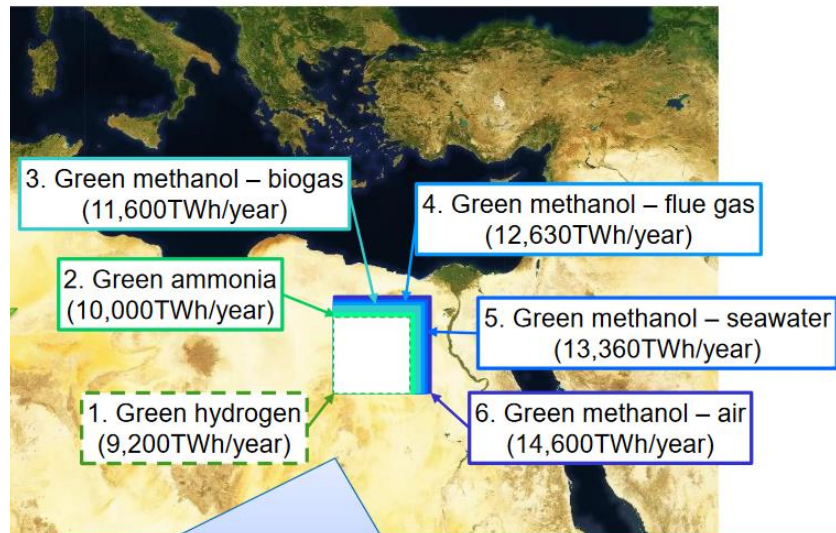 3. Green methanol – biogas
(11,600TWh/year)
4. Green methanol – flue gas
(12,630TWh/year)
2. Green ammonia
(10,000TWh/year)
5. Green methanol – seawater
(13,360TWh/year)
1. Green hydrogen
(9,200TWh/year)
6. Green methanol – air
(14,600TWh/year)